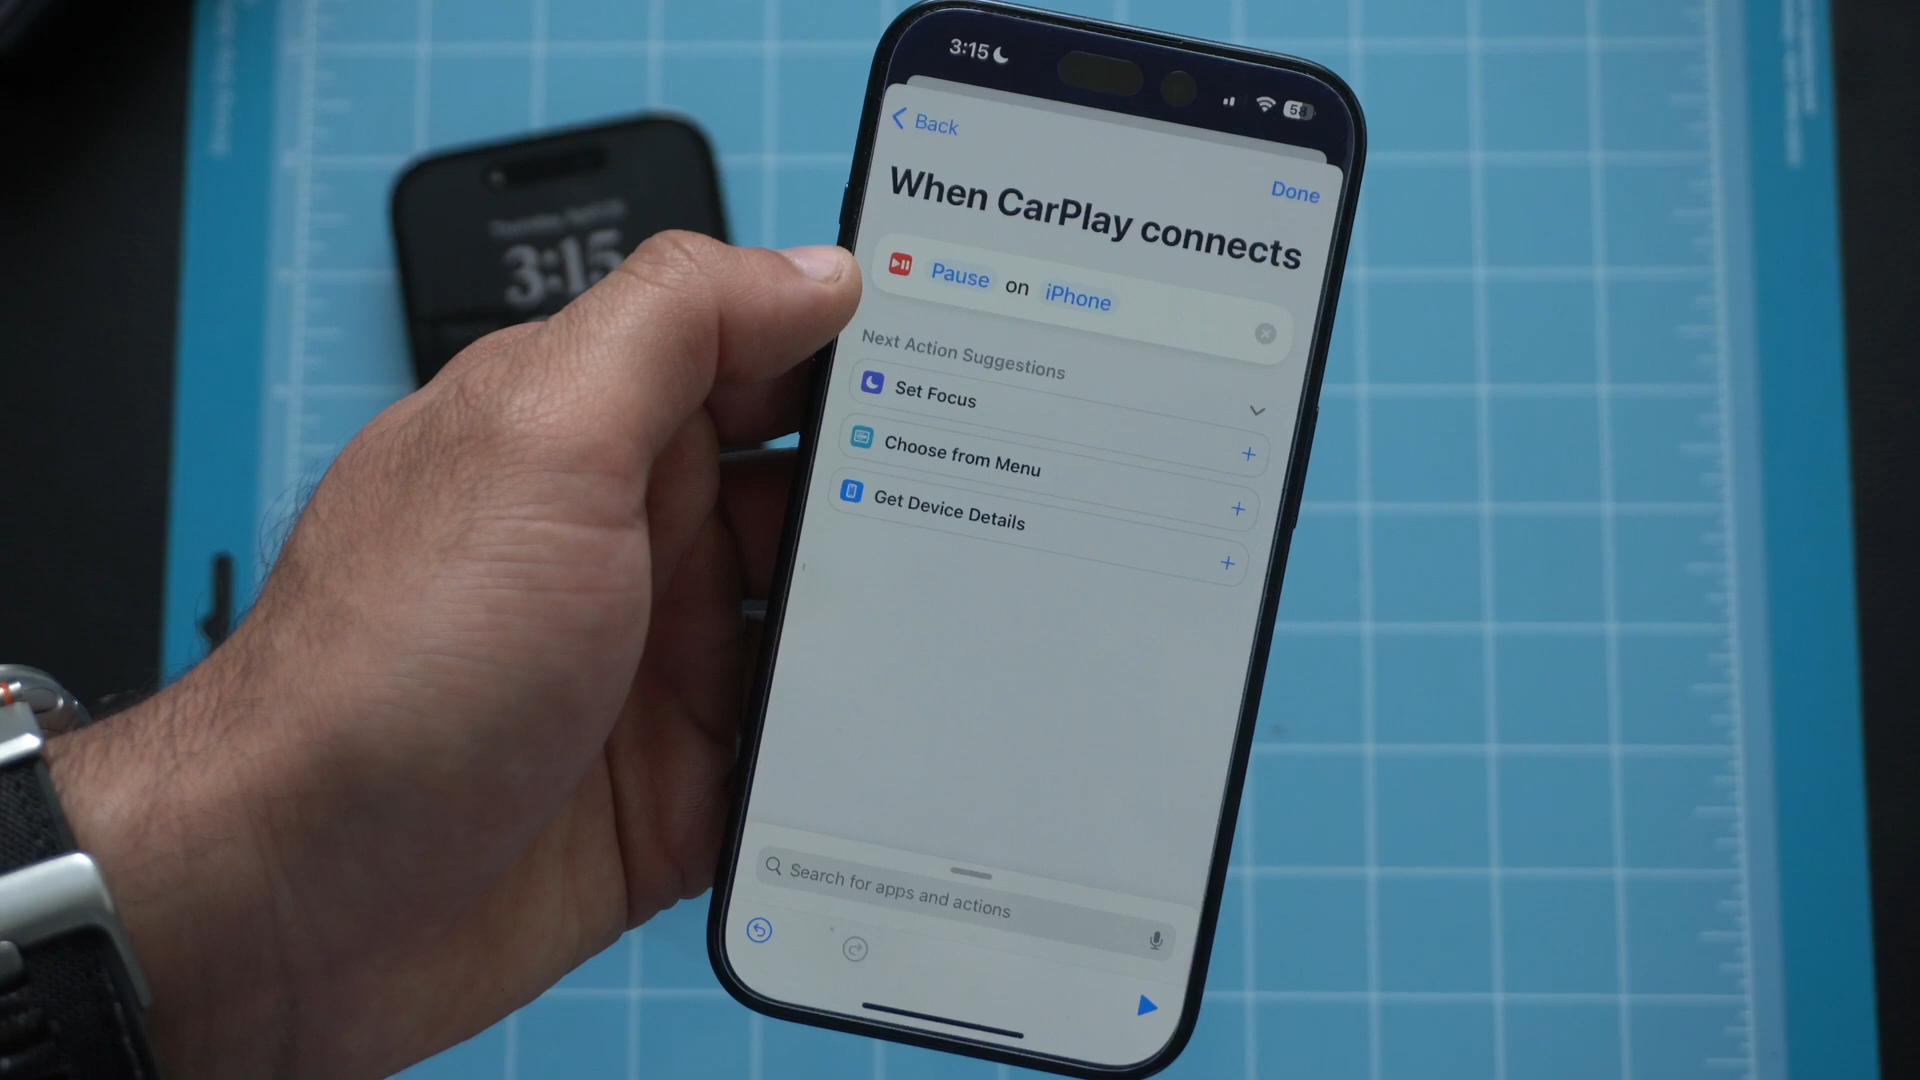 3:15
58
Back
Done
When CarPlay connects
Pause on iPhone
Next Action Suggestions
Set Focus
Choose from Menu
Get Device Details
Search for apps and actions
3:15